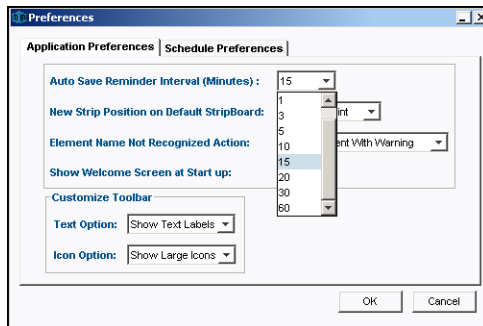 Preferences
Application Preferences Schedule Preferences
Auto Save Reminder Interval (Minutes) : 15
1
New Strip Position on Default StripBoard: 3 int
5
Element Name Not Recognized Action: 10 ent With Warning
15
Show Welcome Screen at Start up: 20
30
Customize Toolbar 60
Text Option: Show Text Labels
Icon Option: Show Large Icons
OK Cancel